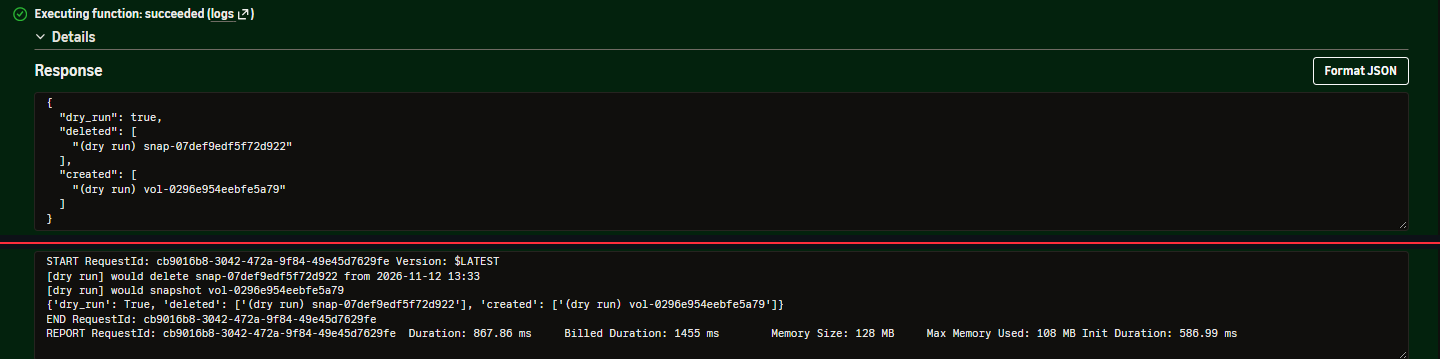 Executing function: succeeded (logs)
Details
Response
Format JSON
{
  "dry_run": true,
  "deleted": [
    "(dry run) snap-07def9edf5f72d922"
  ],
  "created": [
    "(dry run) vol-0296e954eebfe5a79"
  ]
}
START RequestId: cb9016b8-3042-472a-9f84-49e45d7629fe Version: $LATEST
[dry run] would delete snap-07def9edf5f72d922 from 2026-11-12 13:33
[dry run] would snapshot vol-0296e954eebfe5a79
{'dry_run': True, 'deleted': ['(dry run) snap-07def9edf5f72d922'], 'created': ['(dry run) vol-0296e954eebfe5a79']}
END RequestId: cb9016b8-3042-472a-9f84-49e45d7629fe
REPORT RequestId: cb9016b8-3042-472a-9f84-49e45d7629fe  Duration: 867.86 ms     Billed Duration: 1455 ms        Memory Size: 128 MB     Max Memory Used: 108 MB Init Duration: 586.99 ms